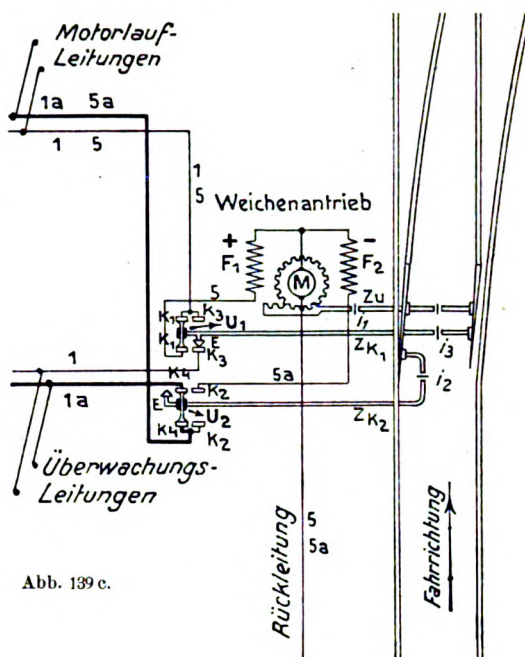 Motorlauf-
Leitungen
1a 5a
1 5
1
5
Weichenantrieb
+
−
F1
F2
M
5
Zu
i1
K1
K3
U1
K1
E
K3
ZK1
i3
i2
1
K4
K2
5a
1a
E
U2
ZK2
K4
K2
Überwachungs-
Leitungen
Rückleitung
5
5a
Fahrrichtung
Abb. 139 c.